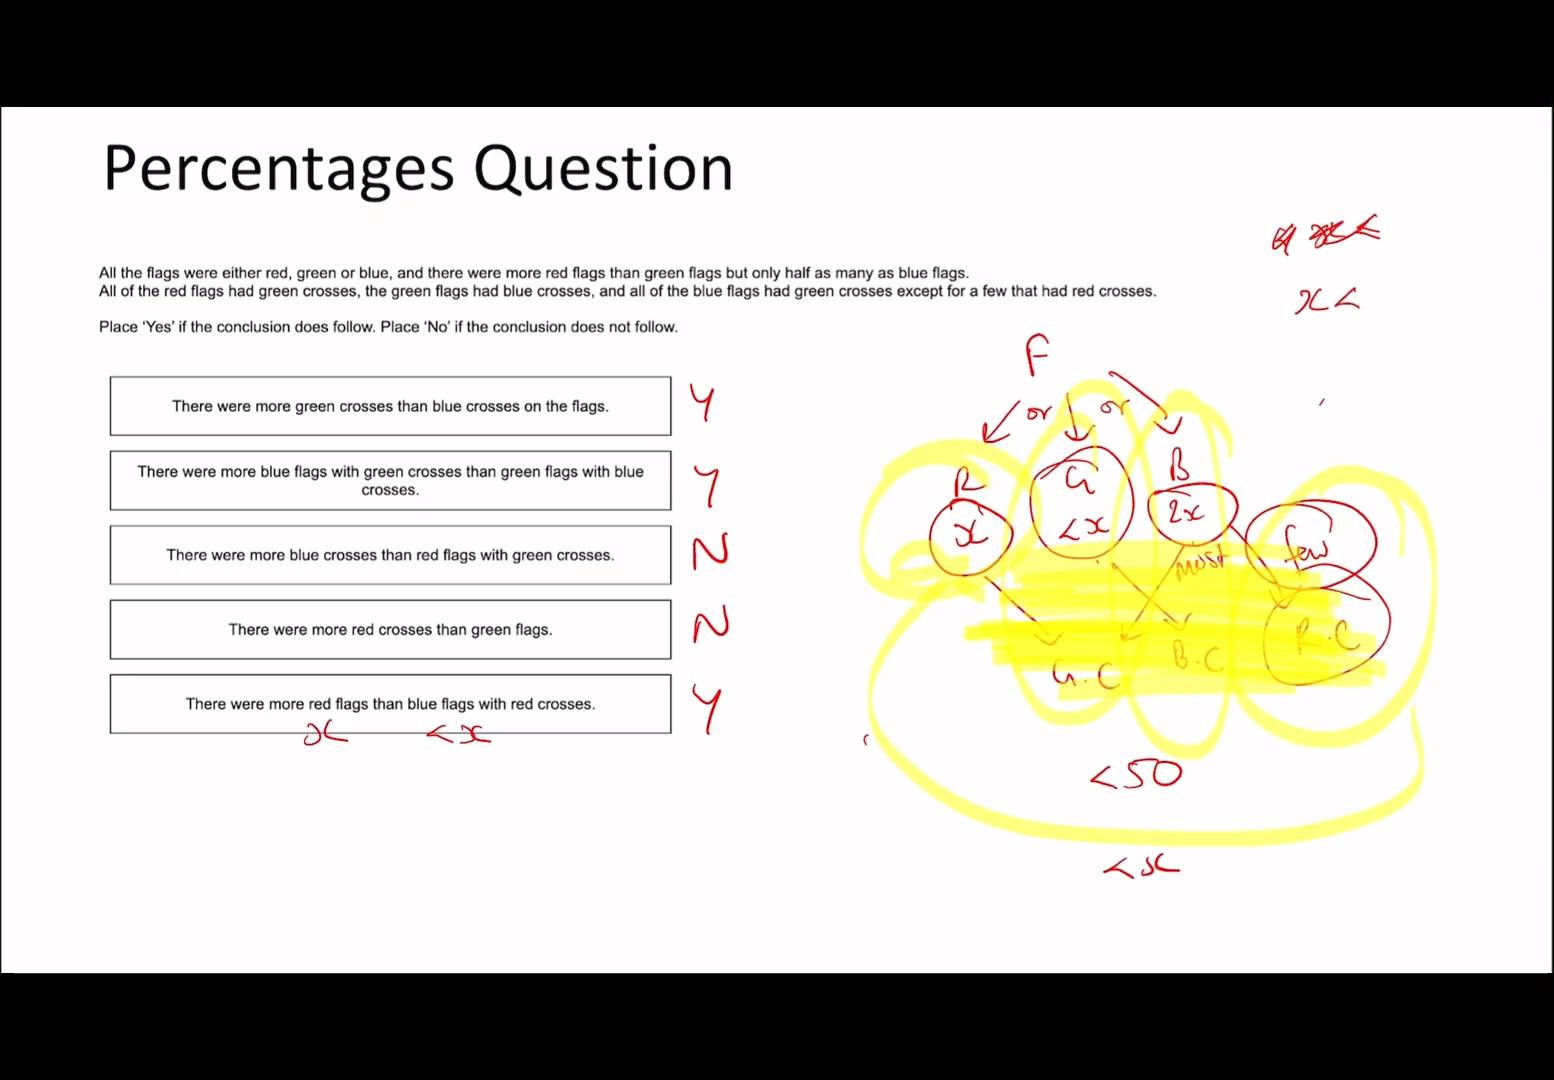 Percentages Question
All the flags were either red, green or blue, and there were more red flags than green flags but only half as many as blue flags.
All of the red flags had green crosses, the green flags had blue crosses, and all of the blue flags had green crosses except for a few that had red crosses.
Place 'Yes' if the conclusion does follow. Place 'No' if the conclusion does not follow.
There were more green crosses than blue crosses on the flags.
Y
There were more blue flags with green crosses than green flags with blue
crosses.
Y
There were more blue crosses than red flags with green crosses.
N
There were more red crosses than green flags.
N
There were more red flags than blue flags with red crosses.
Y
x <x
x<
F
or or
R G B
x <x 2x few
most
G.C B.C R.C
<50
<x